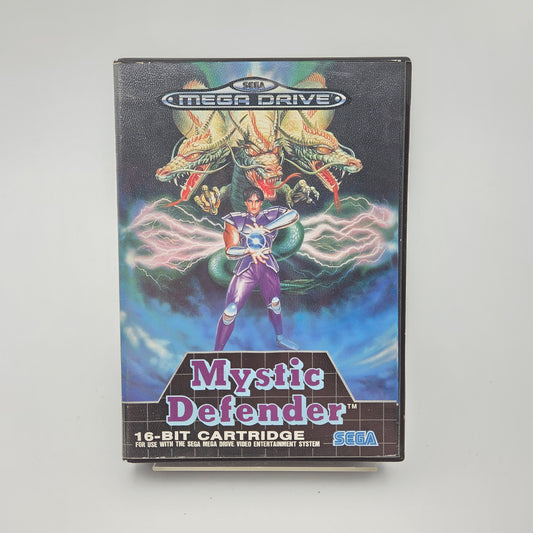 SEGA
MEGA DRIVE
Mystic
Defender™
16-BIT CARTRIDGE
FOR USE WITH THE SEGA MEGA DRIVE VIDEO ENTERTAINMENT SYSTEM
SEGA